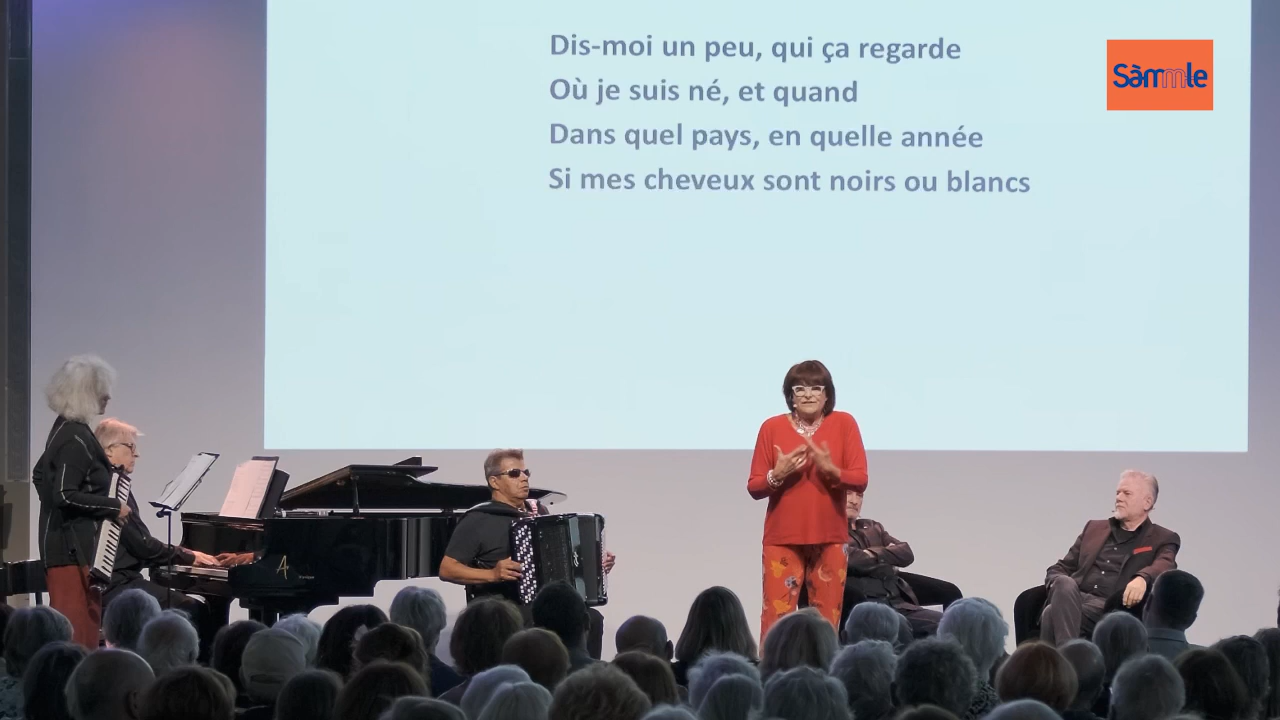 Dis-moi un peu, qui ça regarde
Où je suis né, et quand
Dans quel pays, en quelle année
Si mes cheveux sont noirs ou blancs
Sàmmle